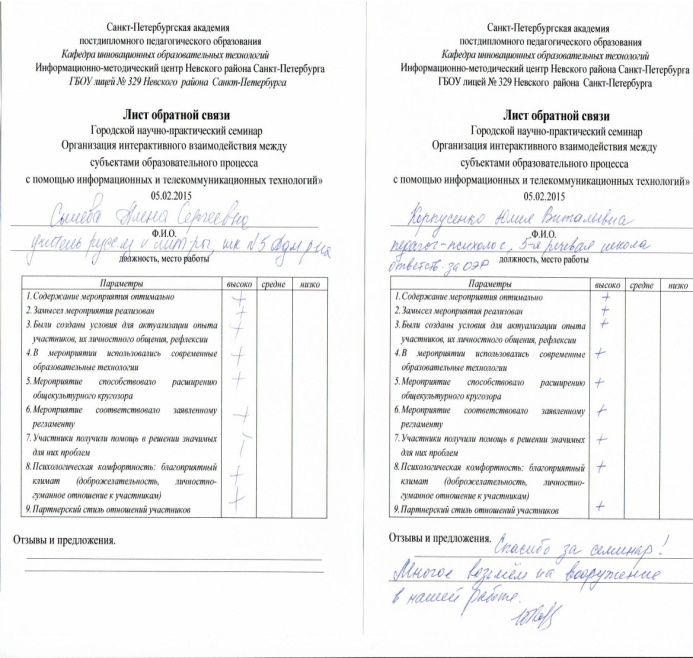 Санкт-Петербургская академия
постдипломного педагогического образования
Кафедра инновационных образовательных технологий
Информационно-методический центр Невского района Санкт-Петербурга
ГБОУ лицей № 329 Невского района Санкт-Петербурга
Лист обратной связи
Городской научно-практический семинар
Организация интерактивного взаимодействия между
субъектами образовательного процесса
с помощью информационных и телекоммуникационных технологий»
05.02.2015
Алена Сергеевна
Ф.И.О.
учитель русск яз и литры, шк №5
должность, место работы
Параметры высоко средне низко
1. Содержание мероприятия оптимально +
2. Замысел мероприятия реализован +
3. Были созданы условия для актуализации опыта +
участников, их личностного общения, рефлексии
4. В мероприятии использовались современные +
образовательные технологии
5. Мероприятие способствовало расширению +
общекультурного кругозора
6. Мероприятие соответствовало заявленному +
регламенту
7. Участники получили помощь в решении значимых +
для них проблем
8. Психологическая комфортность: благоприятный
климат (доброжелательность, личностно- +
гуманное отношение к участникам)
9. Партнерский стиль отношений участников +
Отзывы и предложения.
Санкт-Петербургская академия
постдипломного педагогического образования
Кафедра инновационных образовательных технологий
Информационно-методический центр Невского района Санкт-Петербурга
ГБОУ лицей № 329 Невского района Санкт-Петербурга
Лист обратной связи
Городской научно-практический семинар
Организация интерактивного взаимодействия между
субъектами образовательного процесса
с помощью информационных и телекоммуникационных технологий»
05.02.2015
Корпусенко Юлия Витальевна
Ф.И.О.
педагог-психолог, 5-я речевая школа
должность, место работы
ответств. за ОЭР
Параметры высоко средне низко
1. Содержание мероприятия оптимально +
2. Замысел мероприятия реализован +
3. Были созданы условия для актуализации опыта +
участников, их личностного общения, рефлексии
4. В мероприятии использовались современные +
образовательные технологии
5. Мероприятие способствовало расширению +
общекультурного кругозора
6. Мероприятие соответствовало заявленному +
регламенту
7. Участники получили помощь в решении значимых +
для них проблем
8. Психологическая комфортность: благоприятный +
климат (доброжелательность, личностно-
гуманное отношение к участникам)
9. Партнерский стиль отношений участников +
Отзывы и предложения. Спасибо за семинар!
Многое возьмём на вооружение
в нашей работе.